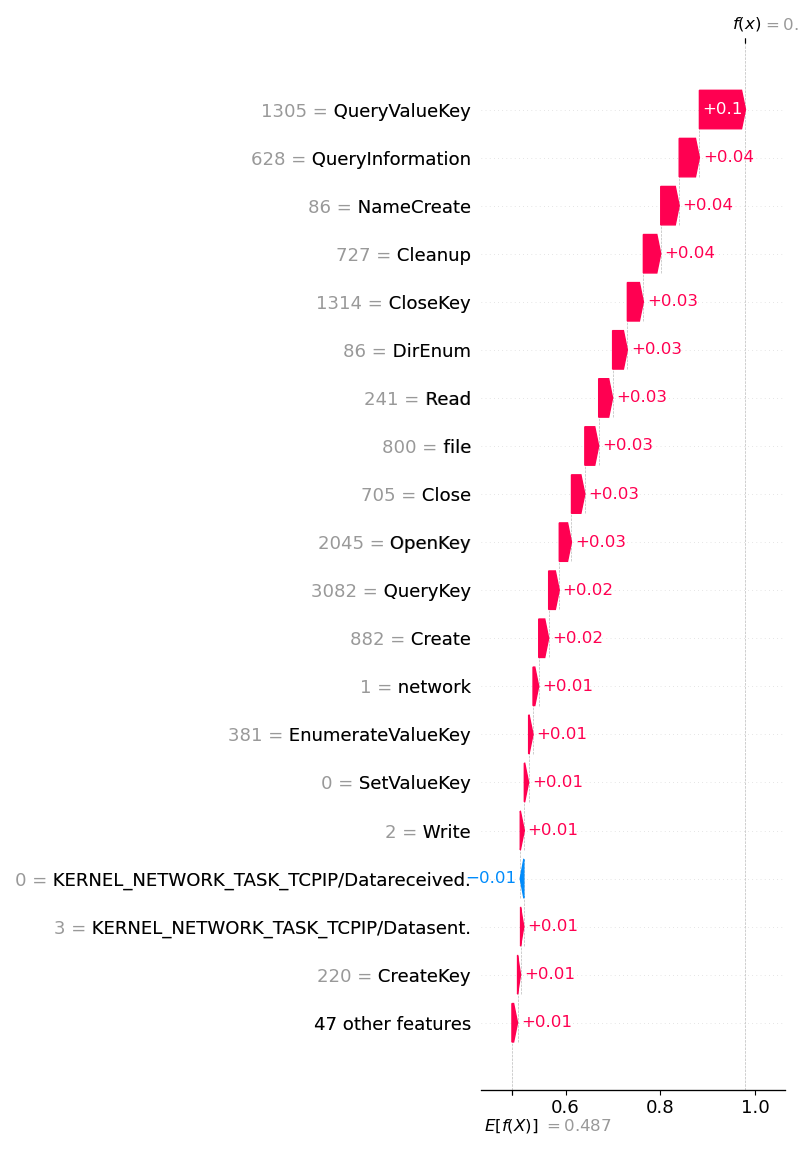 f(x) = 0.
1305 = QueryValueKey +0.1
628 = QueryInformation +0.04
86 = NameCreate +0.04
727 = Cleanup +0.04
1314 = CloseKey +0.03
86 = DirEnum +0.03
241 = Read +0.03
800 = file +0.03
705 = Close +0.03
2045 = OpenKey +0.03
3082 = QueryKey +0.02
882 = Create +0.02
1 = network +0.01
381 = EnumerateValueKey +0.01
0 = SetValueKey +0.01
2 = Write +0.01
0 = KERNEL_NETWORK_TASK_TCPIP/Datareceived. −0.01
3 = KERNEL_NETWORK_TASK_TCPIP/Datasent. +0.01
220 = CreateKey +0.01
47 other features +0.01
0.6 0.8 1.0
E[f(X)] = 0.487